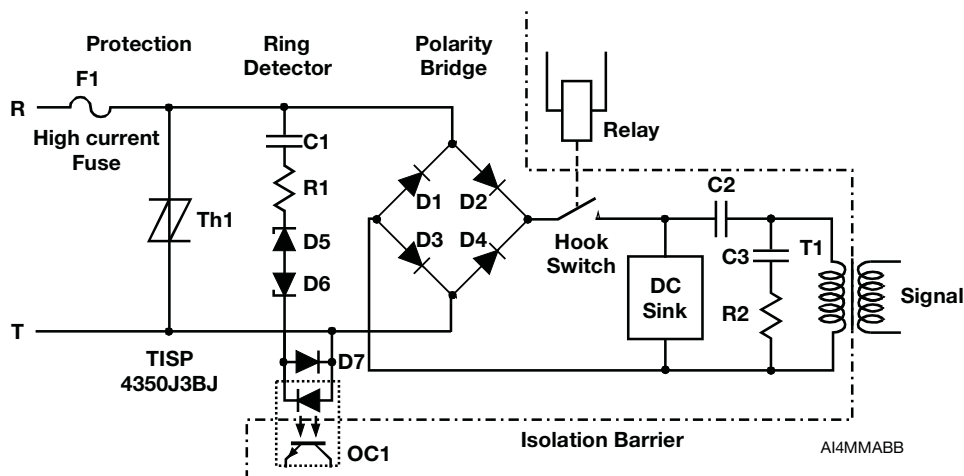 Protection
Ring
Detector
Polarity
Bridge
F1
R
High current
Fuse
C1
Relay
R1
D1
D2
C2
Th1
D5
D3
D4
Hook
Switch
C3
T1
D6
DC
Sink
R2
Signal
T
TISP
4350J3BJ
D7
OC1
Isolation Barrier
AI4MMABB